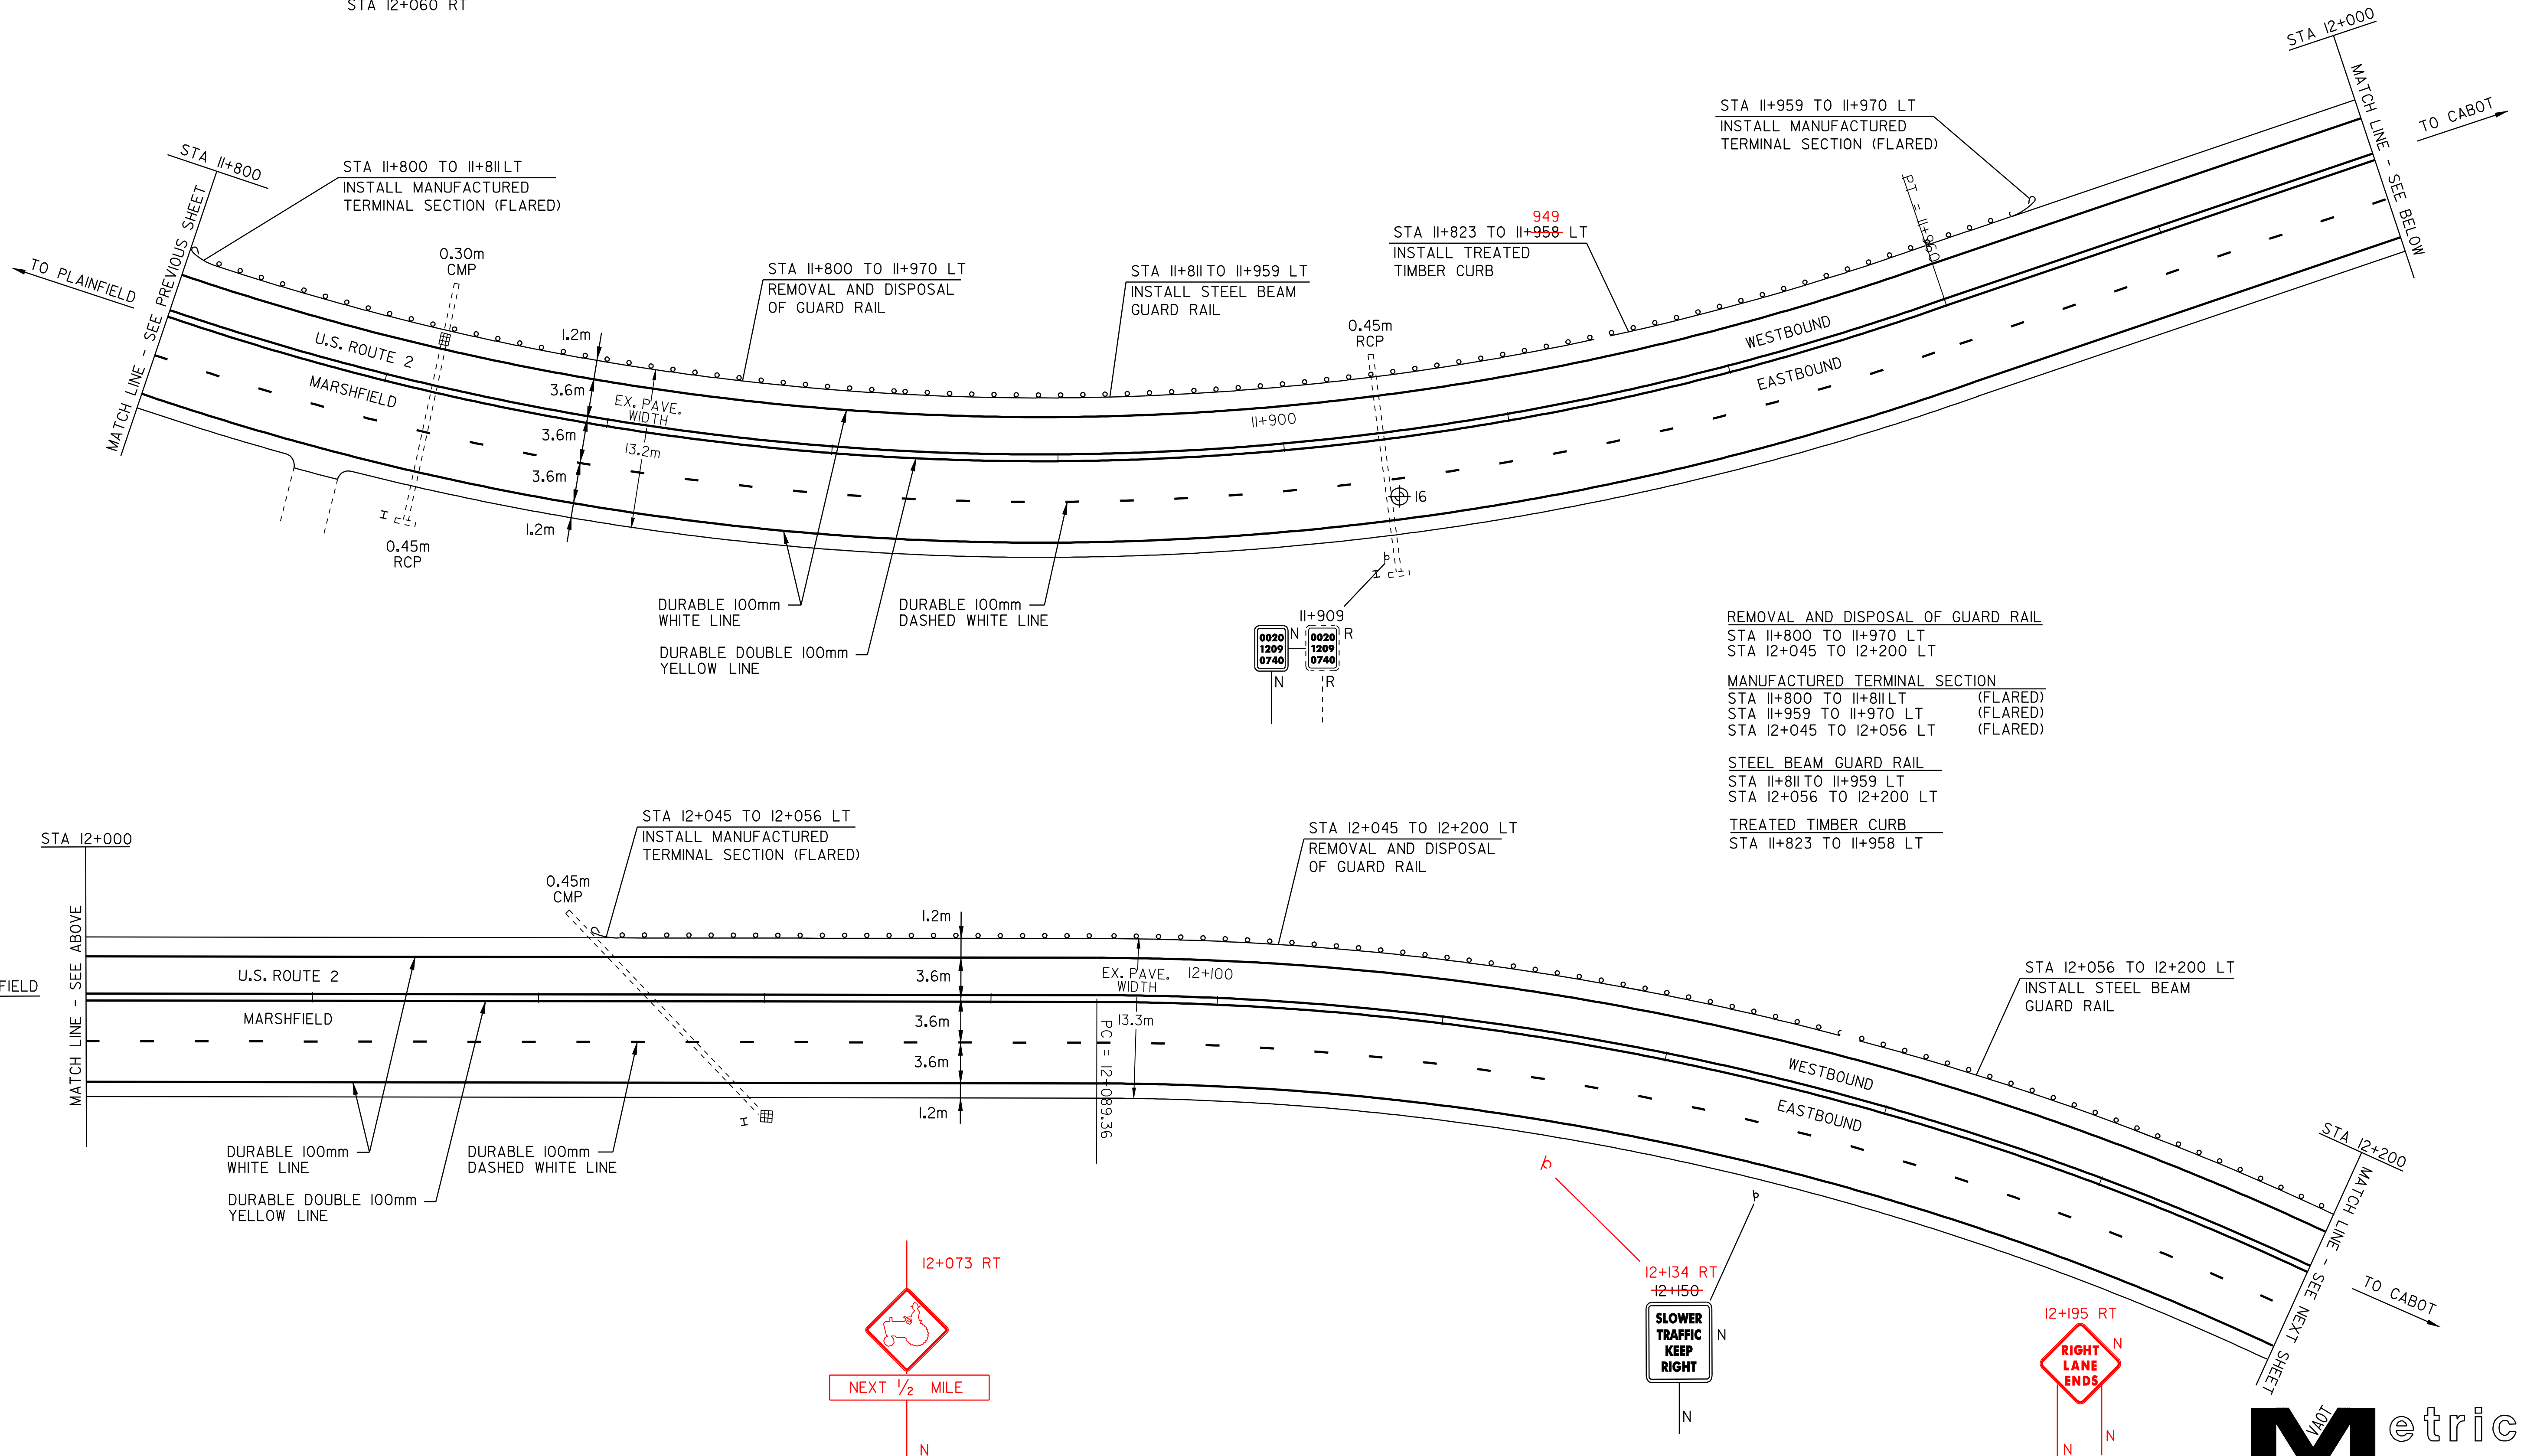 STA 12+060 RT
STA 12+000
MATCH LINE - SEE BELOW
TO CABOT
STA 11+959 TO 11+970 LT
INSTALL MANUFACTURED
TERMINAL SECTION (FLARED)
PT = 11+960
STA 11+800
MATCH LINE - SEE PREVIOUS SHEET
TO PLAINFIELD
STA 11+800 TO 11+811 LT
INSTALL MANUFACTURED
TERMINAL SECTION (FLARED)
0.30m
CMP
949
STA 11+823 TO 11+958 LT
INSTALL TREATED
TIMBER CURB
STA 11+800 TO 11+970 LT
REMOVAL AND DISPOSAL
OF GUARD RAIL
STA 11+811 TO 11+959 LT
INSTALL STEEL BEAM
GUARD RAIL
0.45m
RCP
1.2m
3.6m
3.6m
3.6m
1.2m
EX. PAVE.
WIDTH
13.2m
U.S. ROUTE 2
MARSHFIELD
11+900
WESTBOUND
EASTBOUND
16
0.45m
RCP
DURABLE 100mm
WHITE LINE
DURABLE 100mm
DASHED WHITE LINE
DURABLE DOUBLE 100mm
YELLOW LINE
11+909
0020
1209
0740
N
N
0020
1209
0740
R
R
REMOVAL AND DISPOSAL OF GUARD RAIL
STA 11+800 TO 11+970 LT
STA 12+045 TO 12+200 LT
MANUFACTURED TERMINAL SECTION
STA 11+800 TO 11+811 LT (FLARED)
STA 11+959 TO 11+970 LT (FLARED)
STA 12+045 TO 12+056 LT (FLARED)
STEEL BEAM GUARD RAIL
STA 11+811 TO 11+959 LT
STA 12+056 TO 12+200 LT
TREATED TIMBER CURB
STA 11+823 TO 11+958 LT
STA 12+000
MATCH LINE - SEE ABOVE
FIELD
STA 12+045 TO 12+056 LT
INSTALL MANUFACTURED
TERMINAL SECTION (FLARED)
0.45m
CMP
STA 12+045 TO 12+200 LT
REMOVAL AND DISPOSAL
OF GUARD RAIL
STA 12+056 TO 12+200 LT
INSTALL STEEL BEAM
GUARD RAIL
1.2m
3.6m
3.6m
3.6m
1.2m
EX. PAVE.
WIDTH
13.3m
12+100
PC = 12+089.36
U.S. ROUTE 2
MARSHFIELD
WESTBOUND
EASTBOUND
DURABLE 100mm
WHITE LINE
DURABLE 100mm
DASHED WHITE LINE
DURABLE DOUBLE 100mm
YELLOW LINE
STA 12+200
MATCH LINE - SEE NEXT SHEET
TO CABOT
12+073 RT
NEXT 1/2 MILE
N
12+134 RT
12+150
SLOWER
TRAFFIC
KEEP
RIGHT
N
N
12+195 RT
RIGHT
LANE
ENDS
N
N
N
VAOT
Metric